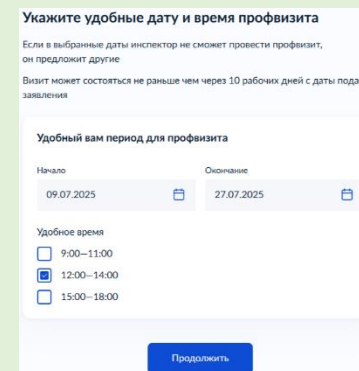 Укажите удобные дату и время профвизита
Если в выбранные даты инспектор не сможет провести профвизит,
он предложит другие
Визит может состояться не раньше чем через 10 рабочих дней с даты пода
заявления
Удобный вам период для профвизита
Начало
Окончание
09.07.2025
27.07.2025
Удобное время
9:00—11:00
12:00—14:00
15:00—18:00
Продолжить